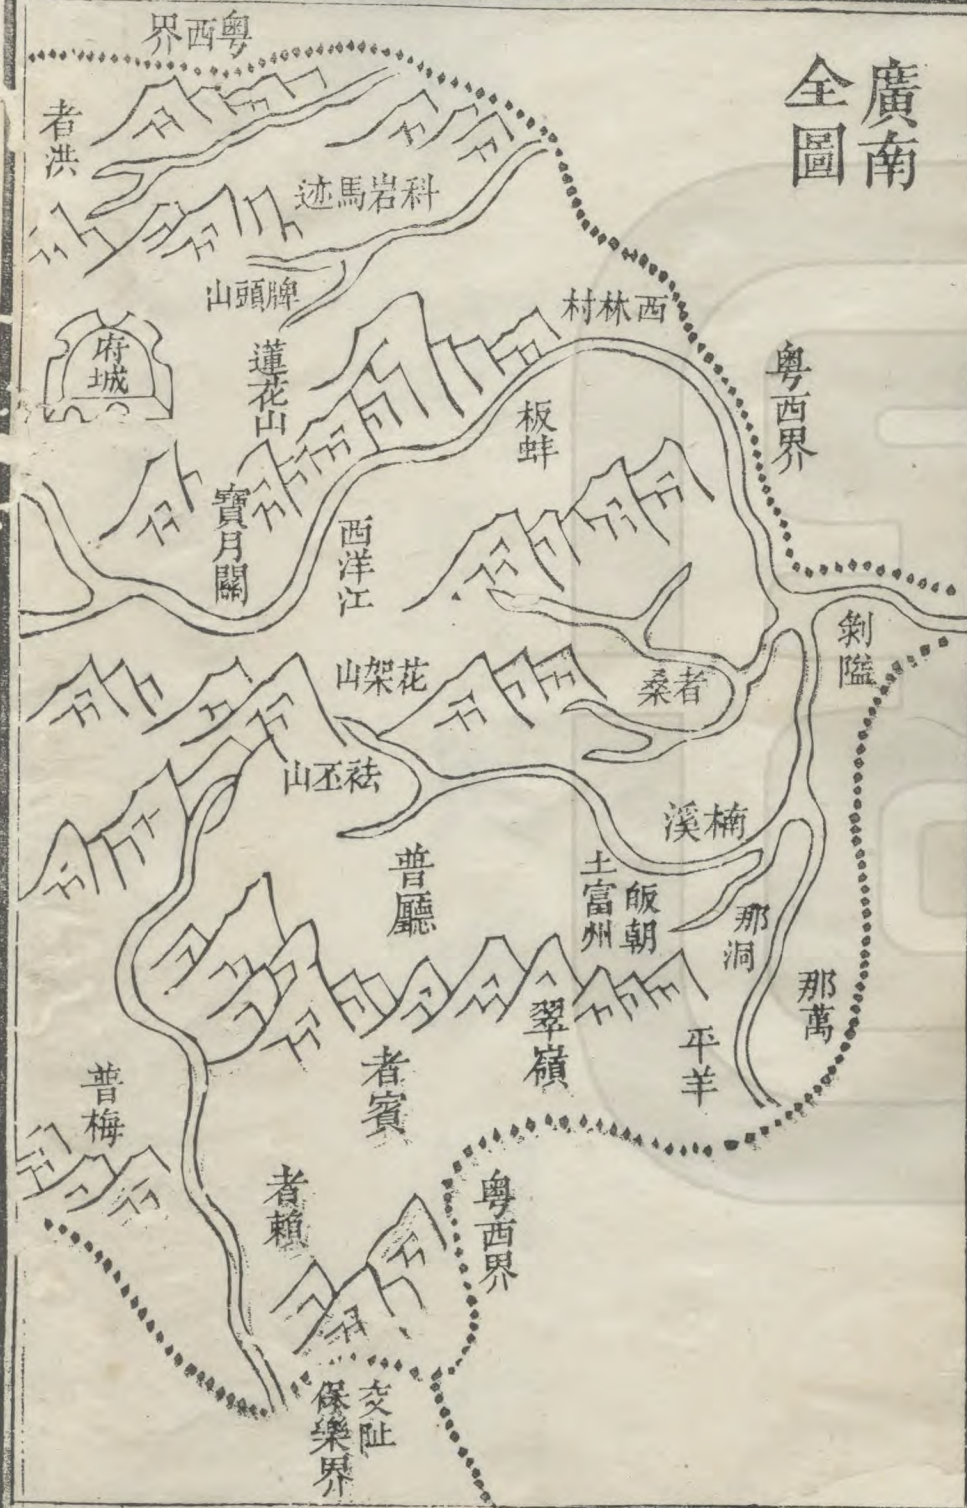 廣南
全圖
粵西界
者洪
科岩馬迹
牌頭山
西林村
粵西界
府城
蓮花山
板蚌
寶月關
西洋江
剝隘
花架山
者桑
祛丕山
楠溪
普廳
皈朝
土富州
那洞
那萬
翠嶺
平羊
者賓
普梅
者賴
粵西界
交阯
保樂界